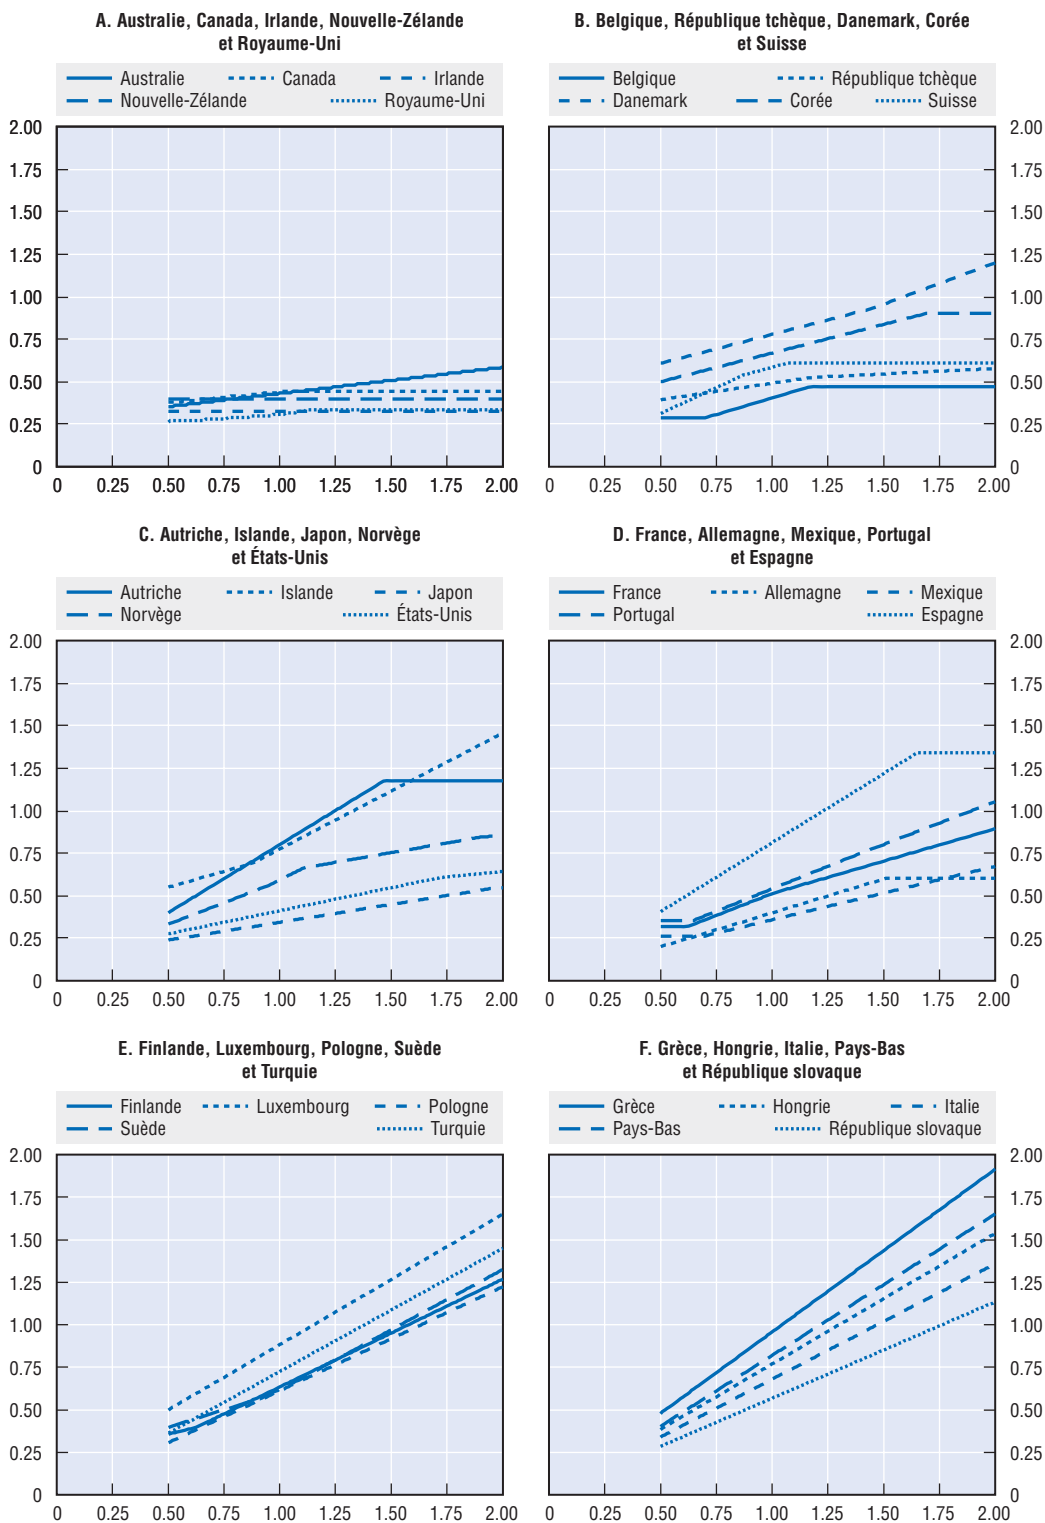 A. Australie, Canada, Irlande, Nouvelle-Zélande
et Royaume-Uni
Australie Canada Irlande
Nouvelle-Zélande Royaume-Uni
2.00
1.75
1.50
1.25
1.00
0.75
0.50
0.25
0
0 0.25 0.50 0.75 1.00 1.25 1.50 1.75 2.00
B. Belgique, République tchèque, Danemark, Corée
et Suisse
Belgique République tchèque
Danemark Corée Suisse
2.00
1.75
1.50
1.25
1.00
0.75
0.50
0.25
0
0 0.25 0.50 0.75 1.00 1.25 1.50 1.75 2.00
C. Autriche, Islande, Japon, Norvège
et États-Unis
Autriche Islande Japon
Norvège États-Unis
2.00
1.75
1.50
1.25
1.00
0.75
0.50
0.25
0
0 0.25 0.50 0.75 1.00 1.25 1.50 1.75 2.00
D. France, Allemagne, Mexique, Portugal
et Espagne
France Allemagne Mexique
Portugal Espagne
2.00
1.75
1.50
1.25
1.00
0.75
0.50
0.25
0
0 0.25 0.50 0.75 1.00 1.25 1.50 1.75 2.00
E. Finlande, Luxembourg, Pologne, Suède
et Turquie
Finlande Luxembourg Pologne
Suède Turquie
2.00
1.75
1.50
1.25
1.00
0.75
0.50
0.25
0
0 0.25 0.50 0.75 1.00 1.25 1.50 1.75 2.00
F. Grèce, Hongrie, Italie, Pays-Bas
et République slovaque
Grèce Hongrie Italie
Pays-Bas République slovaque
2.00
1.75
1.50
1.25
1.00
0.75
0.50
0.25
0
0 0.25 0.50 0.75 1.00 1.25 1.50 1.75 2.00